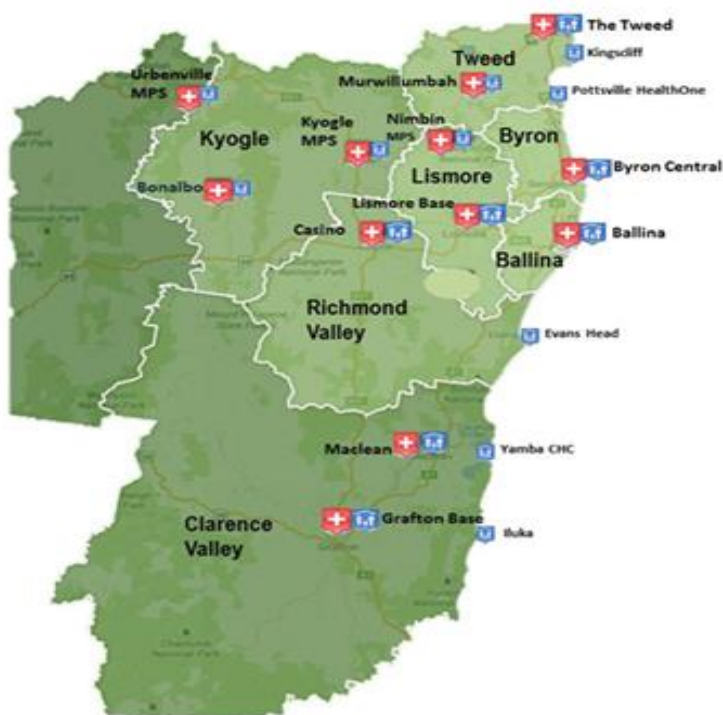 The Tweed
Tweed
Kingscliff
Urbenville
MPS
Murwillumbah
Pottsville HealthOne
Kyogle
Kyogle
MPS
Nimbin
MPS
Byron
Byron Central
Bonalbo
Lismore
Lismore Base
Casino
Ballina
Ballina
Richmond
Valley
Evans Head
Maclean
Yamba CHC
Clarence
Valley
Grafton Base
Iluka